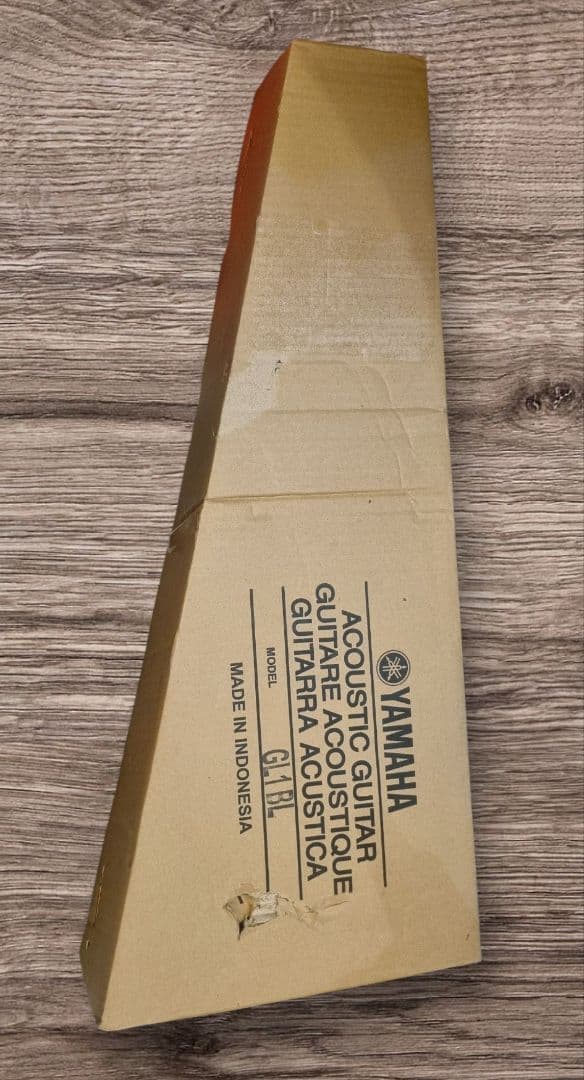 YAMAHA
ACOUSTIC GUITAR
GUITARE ACOUSTIQUE
GUITARRA ACUSTICA
MODEL GL1BL
MADE IN INDONESIA